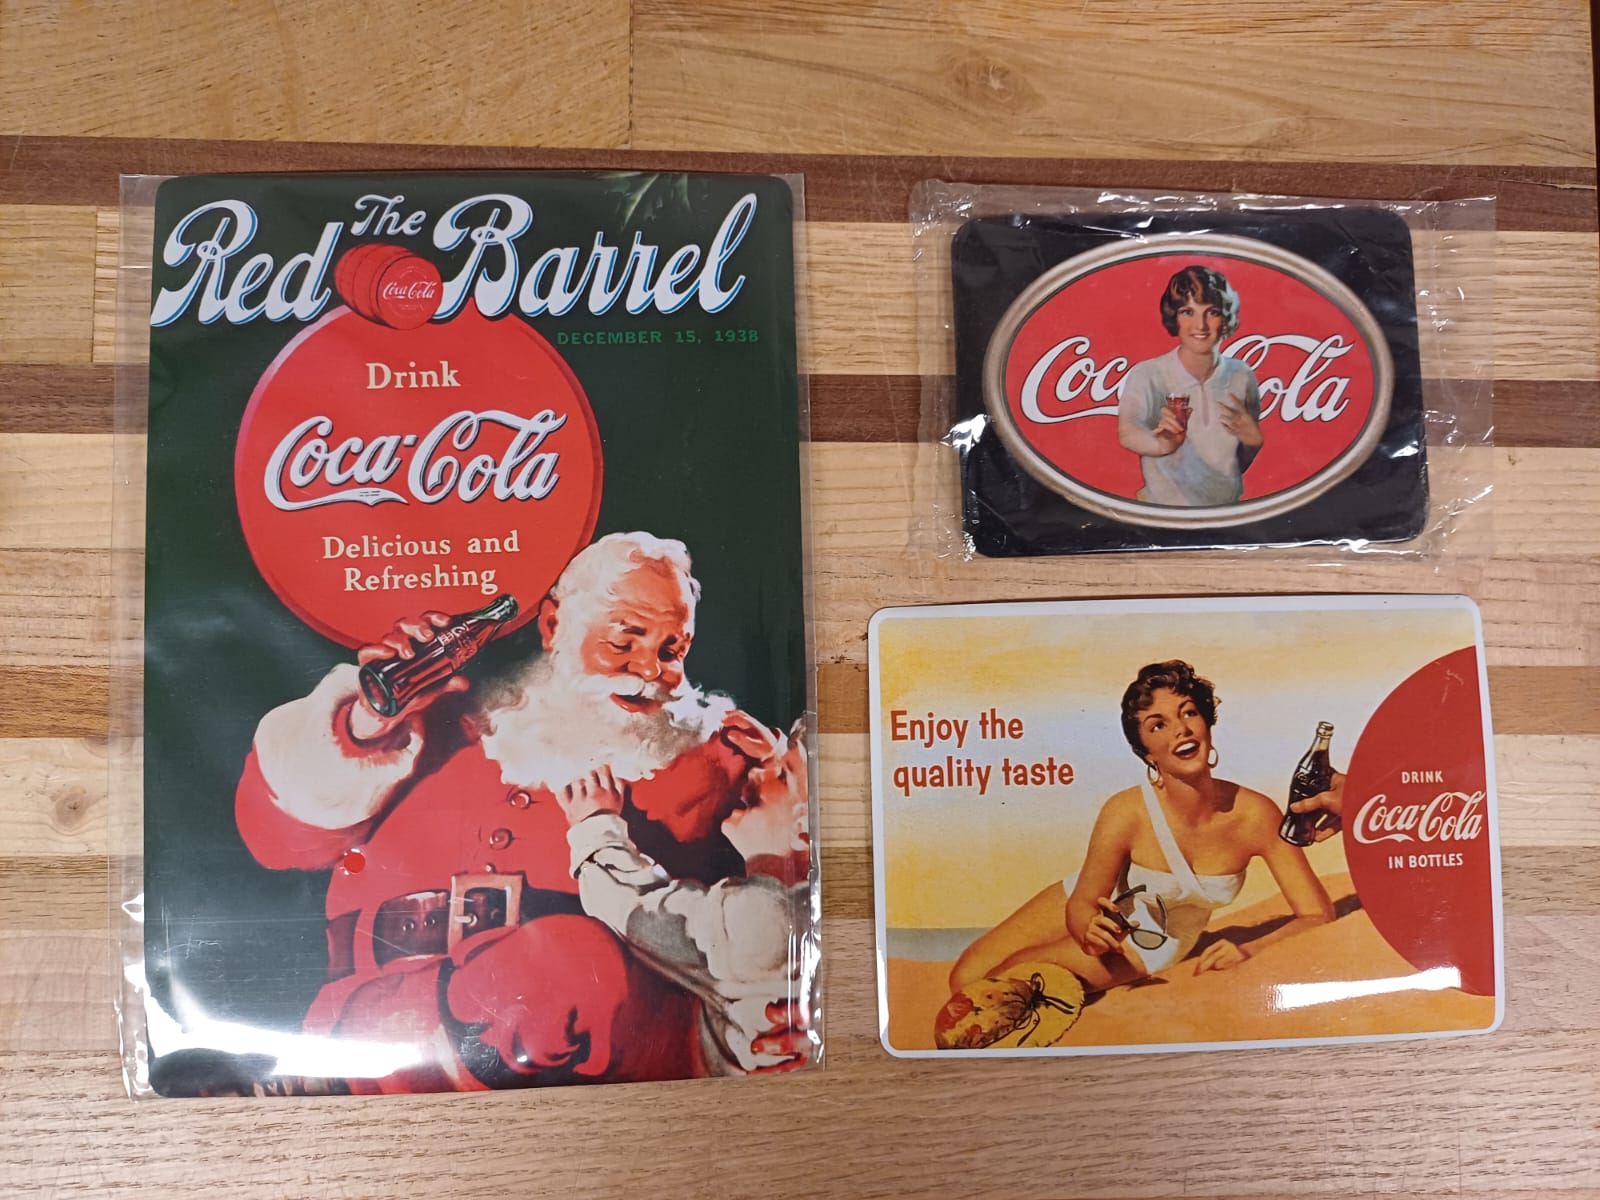 The
Red Barrel
Coca-Cola
DECEMBER 15, 1938
Drink
Coca-Cola
Delicious and
Refreshing
Coca-Cola
Enjoy the
quality taste
DRINK
Coca-Cola
IN BOTTLES